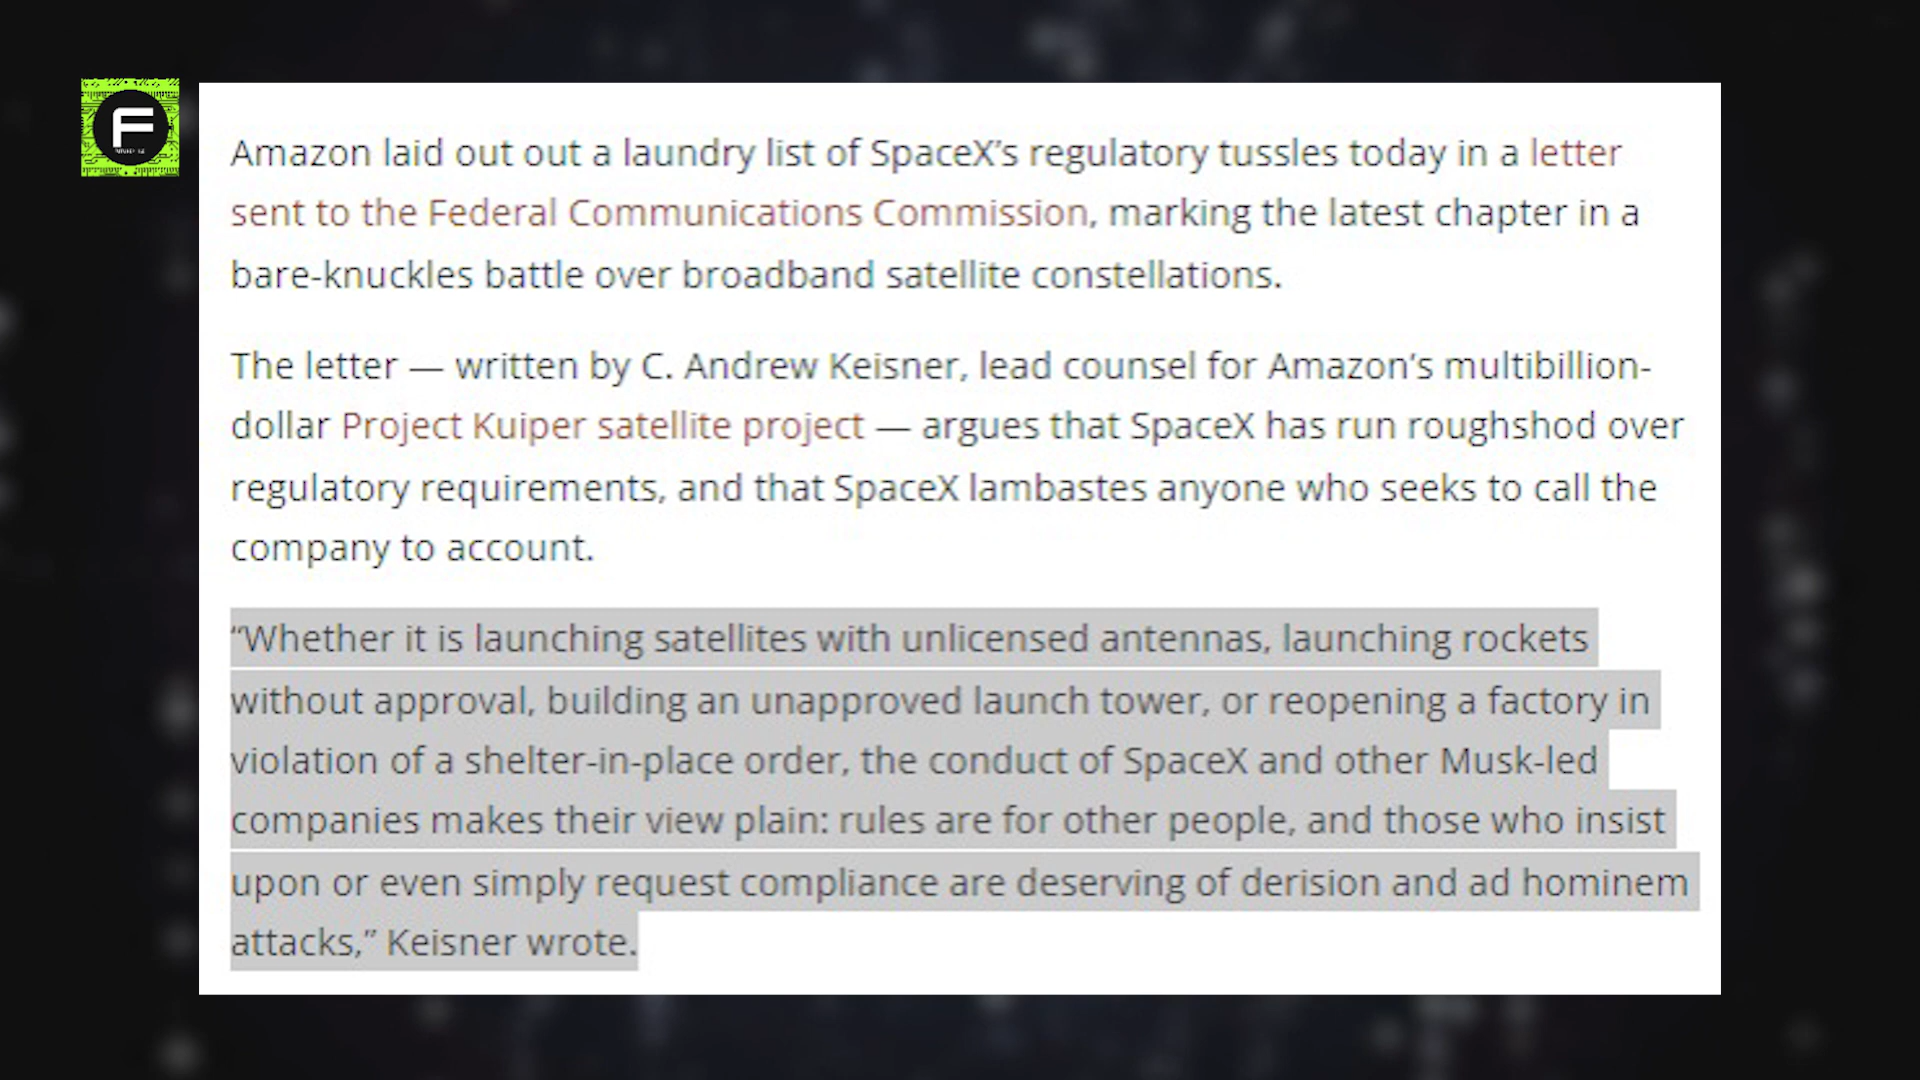 F
Amazon laid out out a laundry list of SpaceX’s regulatory tussles today in a letter
sent to the Federal Communications Commission, marking the latest chapter in a
bare-knuckles battle over broadband satellite constellations.
The letter — written by C. Andrew Keisner, lead counsel for Amazon’s multibillion-
dollar Project Kuiper satellite project — argues that SpaceX has run roughshod over
regulatory requirements, and that SpaceX lambastes anyone who seeks to call the
company to account.
“Whether it is launching satellites with unlicensed antennas, launching rockets
without approval, building an unapproved launch tower, or reopening a factory in
violation of a shelter-in-place order, the conduct of SpaceX and other Musk-led
companies makes their view plain: rules are for other people, and those who insist
upon or even simply request compliance are deserving of derision and ad hominem
attacks,” Keisner wrote.